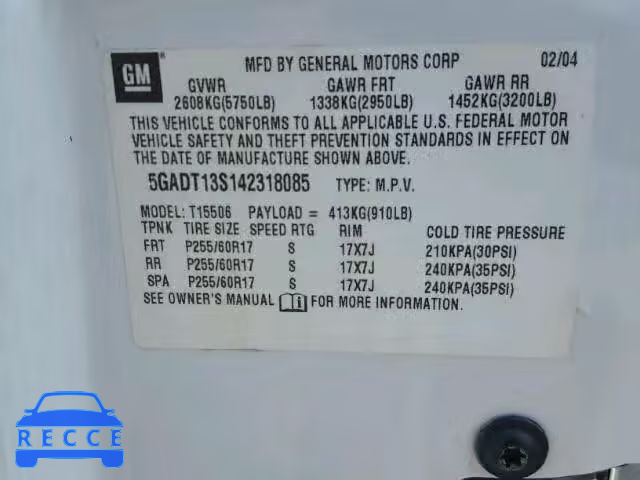 GM
®
MFD BY GENERAL MOTORS CORP 02/04
GVWR GAWR FRT GAWR RR
2608KG(5750LB) 1338KG(2950LB) 1452KG(3200LB)
THIS VEHICLE CONFORMS TO ALL APPLICABLE U.S. FEDERAL MOTOR
VEHICLE SAFETY AND THEFT PREVENTION STANDARDS IN EFFECT ON
THE DATE OF MANUFACTURE SHOWN ABOVE.
5GADT13S142318085 TYPE: M.P.V.
MODEL: T15506 PAYLOAD = 413KG(910LB)
TPNK TIRE SIZE SPEED RTG RIM COLD TIRE PRESSURE
FRT P255/60R17 S 17X7J 210KPA(30PSI)
RR P255/60R17 S 17X7J 240KPA(35PSI)
SPA P255/60R17 S 17X7J 240KPA(35PSI)
SEE OWNER'S MANUAL FOR MORE INFORMATION.
RECCE